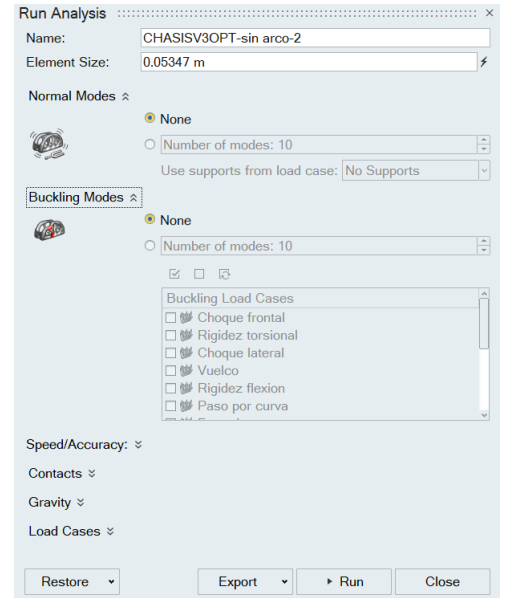 Run Analysis
Name: CHASISV3OPT-sin arco-2
Element Size: 0.05347 m
Normal Modes
None
Number of modes: 10
Use supports from load case: No Supports
Buckling Modes
None
Number of modes: 10
Buckling Load Cases
Choque frontal
Rigidez torsional
Choque lateral
Vuelco
Rigidez flexion
Paso por curva
Speed/Accuracy:
Contacts
Gravity
Load Cases
Restore Export Run Close